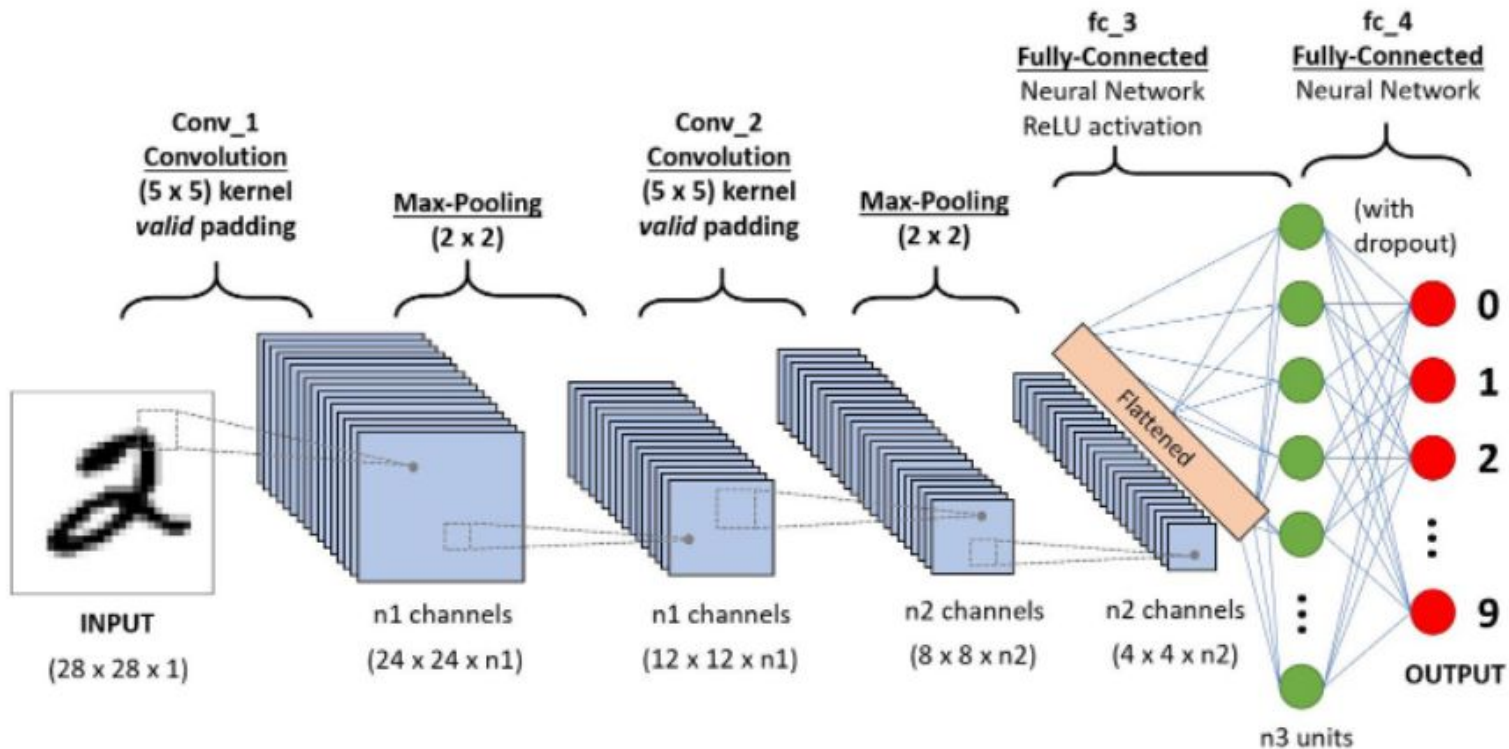 Conv_1
Convolution
(5 x 5) kernel
valid padding
Max-Pooling
(2 x 2)
Conv_2
Convolution
(5 x 5) kernel
valid padding
Max-Pooling
(2 x 2)
fc_3
Fully-Connected
Neural Network
ReLU activation
fc_4
Fully-Connected
Neural Network
(with
dropout)
Flattened
0
1
2
9
OUTPUT
2
INPUT
(28 x 28 x 1)
n1 channels
(24 x 24 x n1)
n1 channels
(12 x 12 x n1)
n2 channels
(8 x 8 x n2)
n2 channels
(4 x 4 x n2)
n3 units